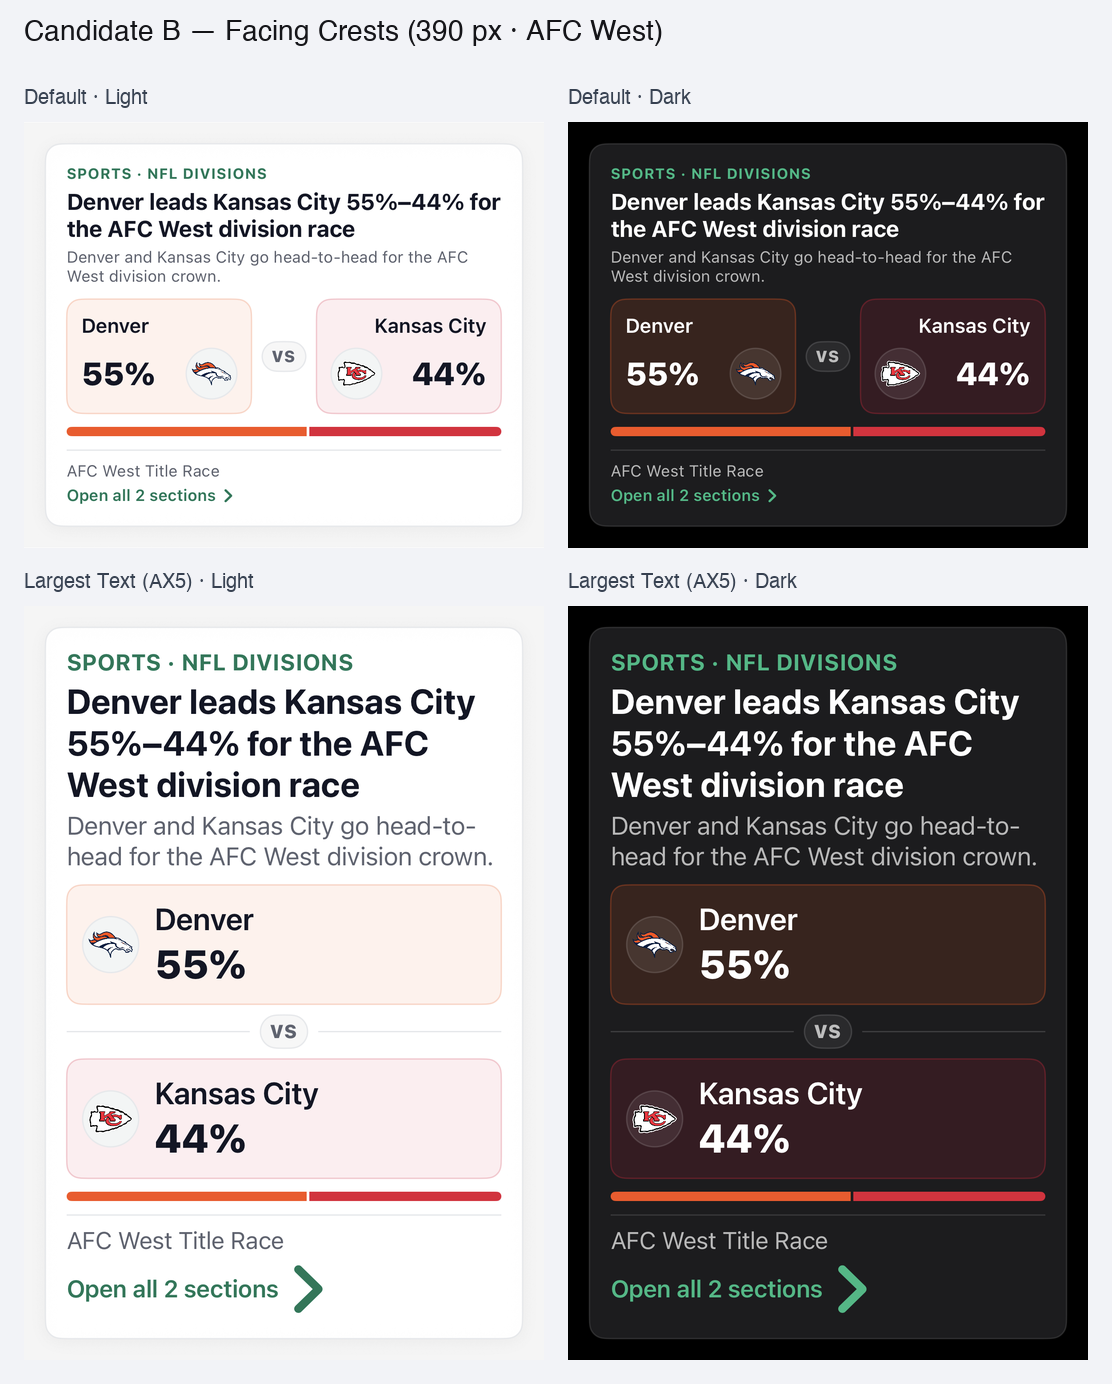 Candidate B — Facing Crests (390 px · AFC West)
Default · Light
SPORTS · NFL DIVISIONS
Denver leads Kansas City 55%–44% for
the AFC West division race
Denver and Kansas City go head-to-head for the AFC
West division crown.
Denver
55%
VS
Kansas City
KC
44%
AFC West Title Race
Open all 2 sections
Default · Dark
SPORTS · NFL DIVISIONS
Denver leads Kansas City 55%–44% for
the AFC West division race
Denver and Kansas City go head-to-head for the AFC
West division crown.
Denver
55%
VS
Kansas City
KC
44%
AFC West Title Race
Open all 2 sections
Largest Text (AX5) · Light
SPORTS · NFL DIVISIONS
Denver leads Kansas City
55%–44% for the AFC
West division race
Denver and Kansas City go head-to-
head for the AFC West division crown.
Denver
55%
VS
KC
Kansas City
44%
AFC West Title Race
Open all 2 sections
Largest Text (AX5) · Dark
SPORTS · NFL DIVISIONS
Denver leads Kansas City
55%–44% for the AFC
West division race
Denver and Kansas City go head-to-
head for the AFC West division crown.
Denver
55%
VS
KC
Kansas City
44%
AFC West Title Race
Open all 2 sections